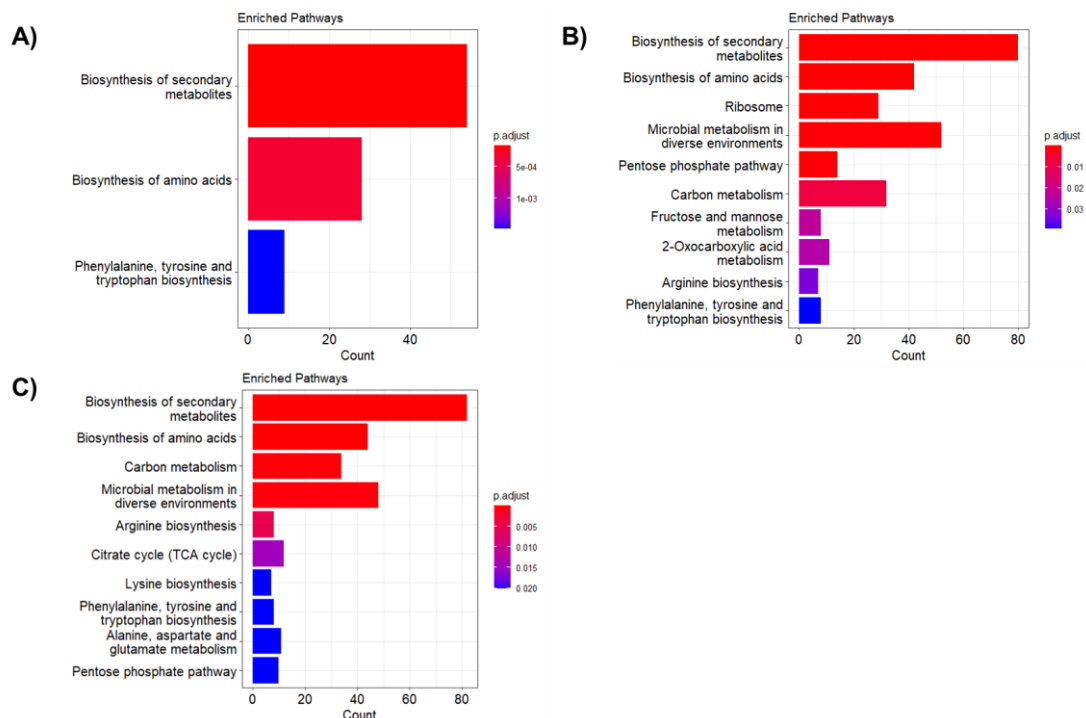 A)
Enriched Pathways
Biosynthesis of secondary
metabolites
Biosynthesis of amino acids
Phenylalanine, tyrosine and
tryptophan biosynthesis
0
20
40
Count
p.adjust
5e-04
1e-03
B)
Enriched Pathways
Biosynthesis of secondary
metabolites
Biosynthesis of amino acids
Ribosome
Microbial metabolism in
diverse environments
Pentose phosphate pathway
Carbon metabolism
Fructose and mannose
metabolism
2-Oxocarboxylic acid
metabolism
Arginine biosynthesis
Phenylalanine, tyrosine and
tryptophan biosynthesis
0
20
40
60
80
Count
p.adjust
0.01
0.02
0.03
C)
Enriched Pathways
Biosynthesis of secondary
metabolites
Biosynthesis of amino acids
Carbon metabolism
Microbial metabolism in
diverse environments
Arginine biosynthesis
Citrate cycle (TCA cycle)
Lysine biosynthesis
Phenylalanine, tyrosine and
tryptophan biosynthesis
Alanine, aspartate and
glutamate metabolism
Pentose phosphate pathway
0
20
40
60
80
Count
p.adjust
0.005
0.010
0.015
0.020